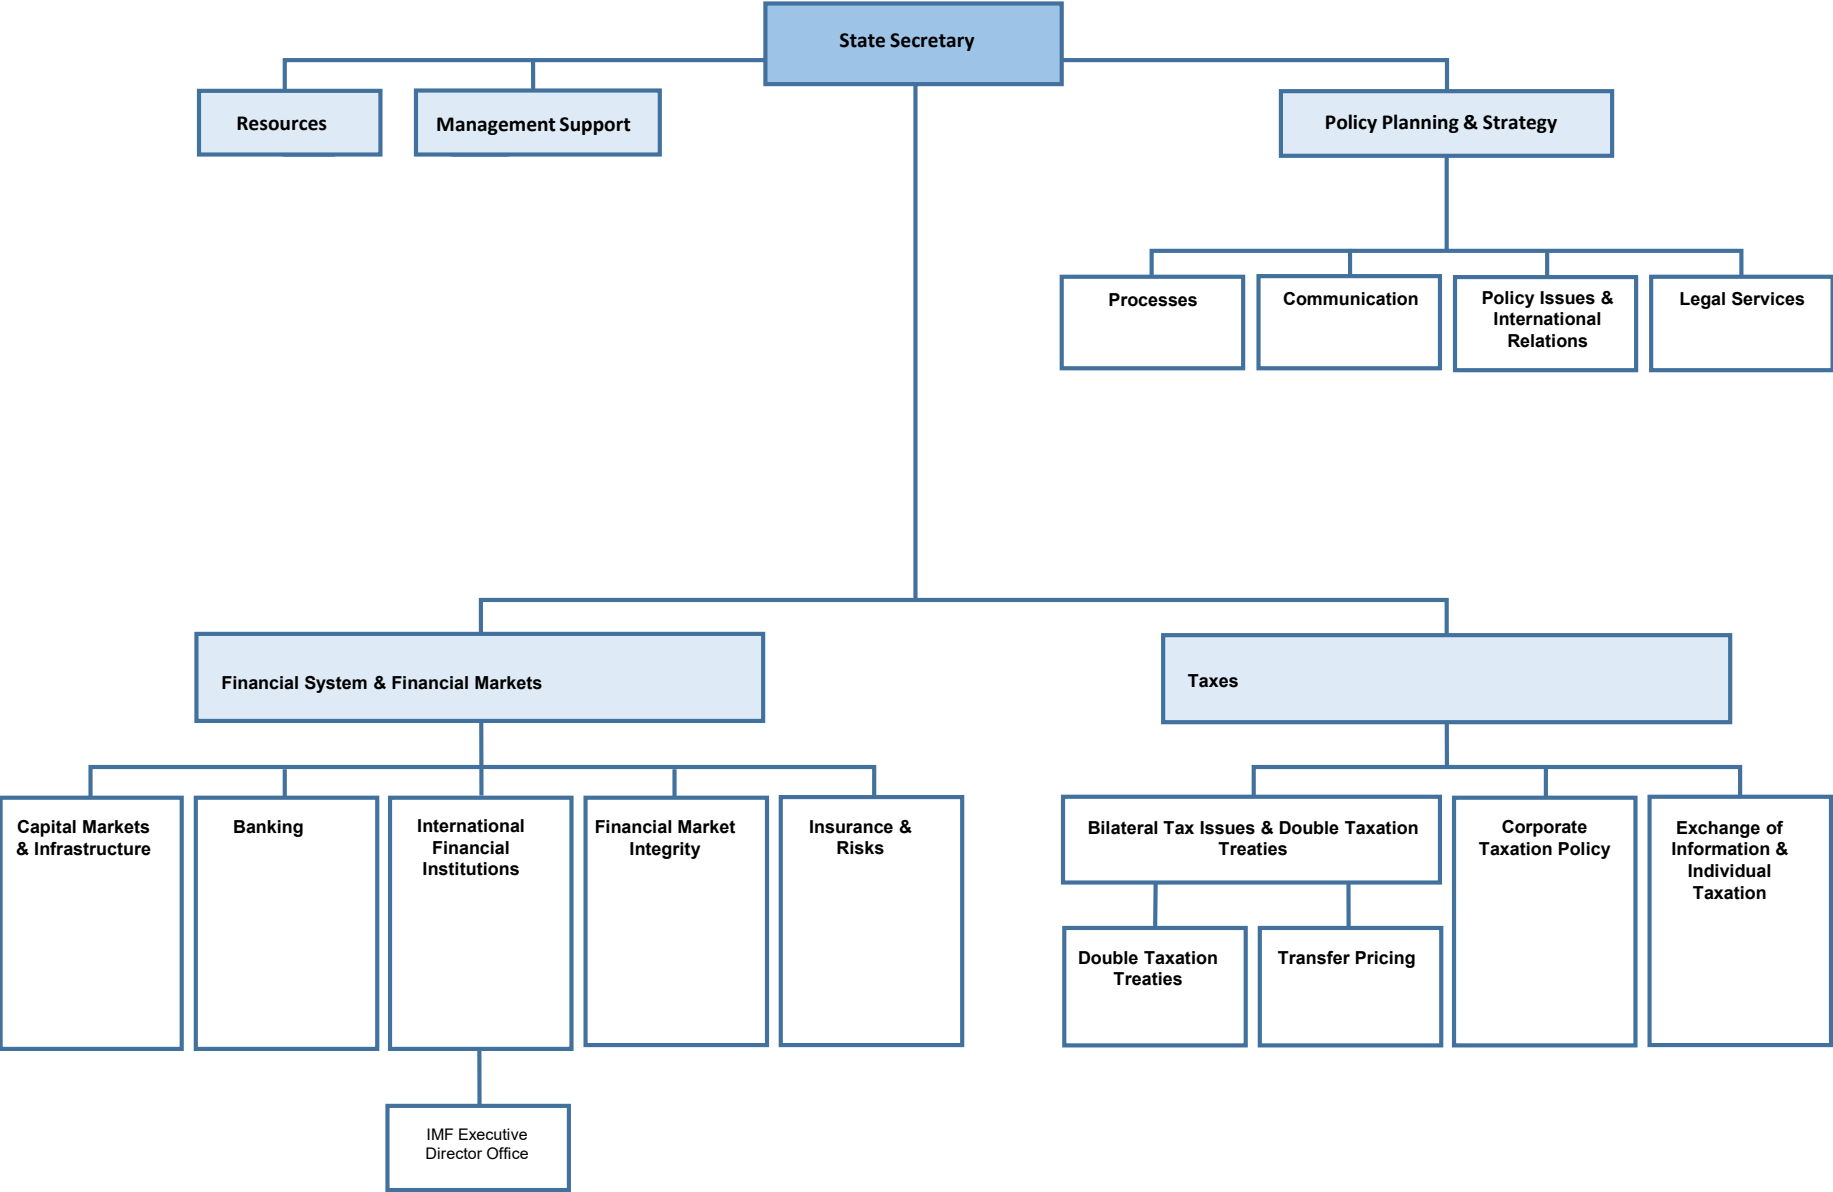 State Secretary
Resources
Management Support
Policy Planning & Strategy
Processes
Communication
Policy Issues &
International
Relations
Legal Services
Financial System & Financial Markets
Taxes
Capital Markets
& Infrastructure
Banking
International
Financial
Institutions
Financial Market
Integrity
Insurance &
Risks
Bilateral Tax Issues & Double Taxation
Treaties
Corporate
Taxation Policy
Exchange of
Information &
Individual
Taxation
Double Taxation
Treaties
Transfer Pricing
IMF Executive
Director Office